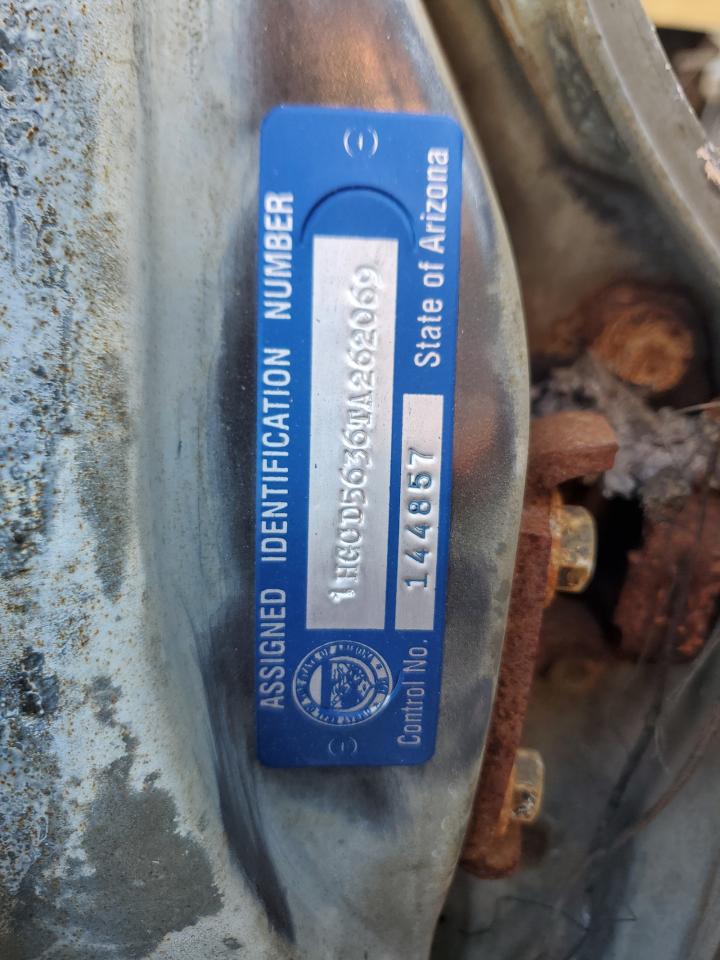 ASSIGNED IDENTIFICATION NUMBER
1HGCD5636TA262069
Control No. 144857 State of Arizona